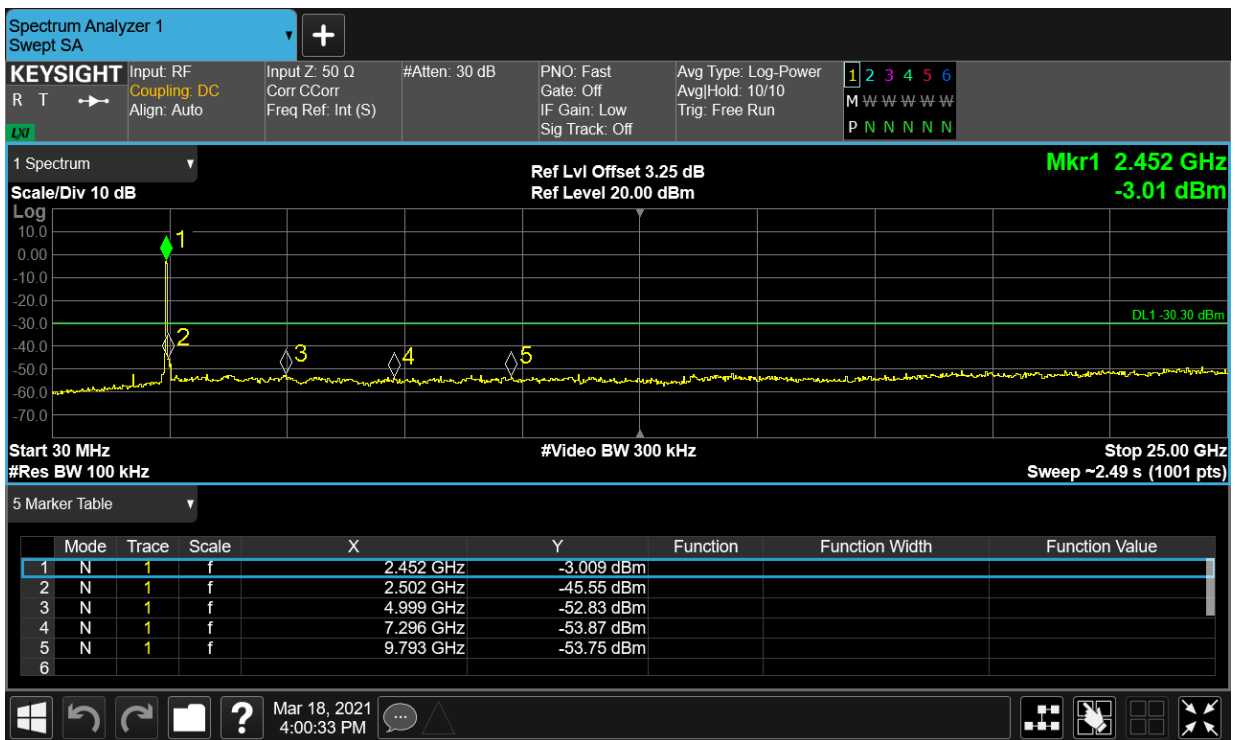 Spectrum Analyzer 1
Swept SA
KEYSIGHT
R T
LXI
Input: RF
Coupling: DC
Align: Auto
Input Z: 50 Ω
Corr CCorr
Freq Ref: Int (S)
#Atten: 30 dB
PNO: Fast
Gate: Off
IF Gain: Low
Sig Track: Off
Avg Type: Log-Power
Avg|Hold: 10/10
Trig: Free Run
1 2 3 4 5 6
M W W W W W
P N N N N N
1 Spectrum
Scale/Div 10 dB
Ref Lvl Offset 3.25 dB
Ref Level 20.00 dBm
Mkr1 2.452 GHz
-3.01 dBm
Log
10.0
0.00
-10.0
-20.0
-30.0
-40.0
-50.0
-60.0
-70.0
1
2
3
4
5
DL1 -30.30 dBm
Start 30 MHz
#Res BW 100 kHz
#Video BW 300 kHz
Stop 25.00 GHz
Sweep ~2.49 s (1001 pts)
5 Marker Table
Mode Trace Scale X Y Function Function Width Function Value
1 N 1 f 2.452 GHz -3.009 dBm
2 N 1 f 2.502 GHz -45.55 dBm
3 N 1 f 4.999 GHz -52.83 dBm
4 N 1 f 7.296 GHz -53.87 dBm
5 N 1 f 9.793 GHz -53.75 dBm
6
?
Mar 18, 2021
4:00:33 PM